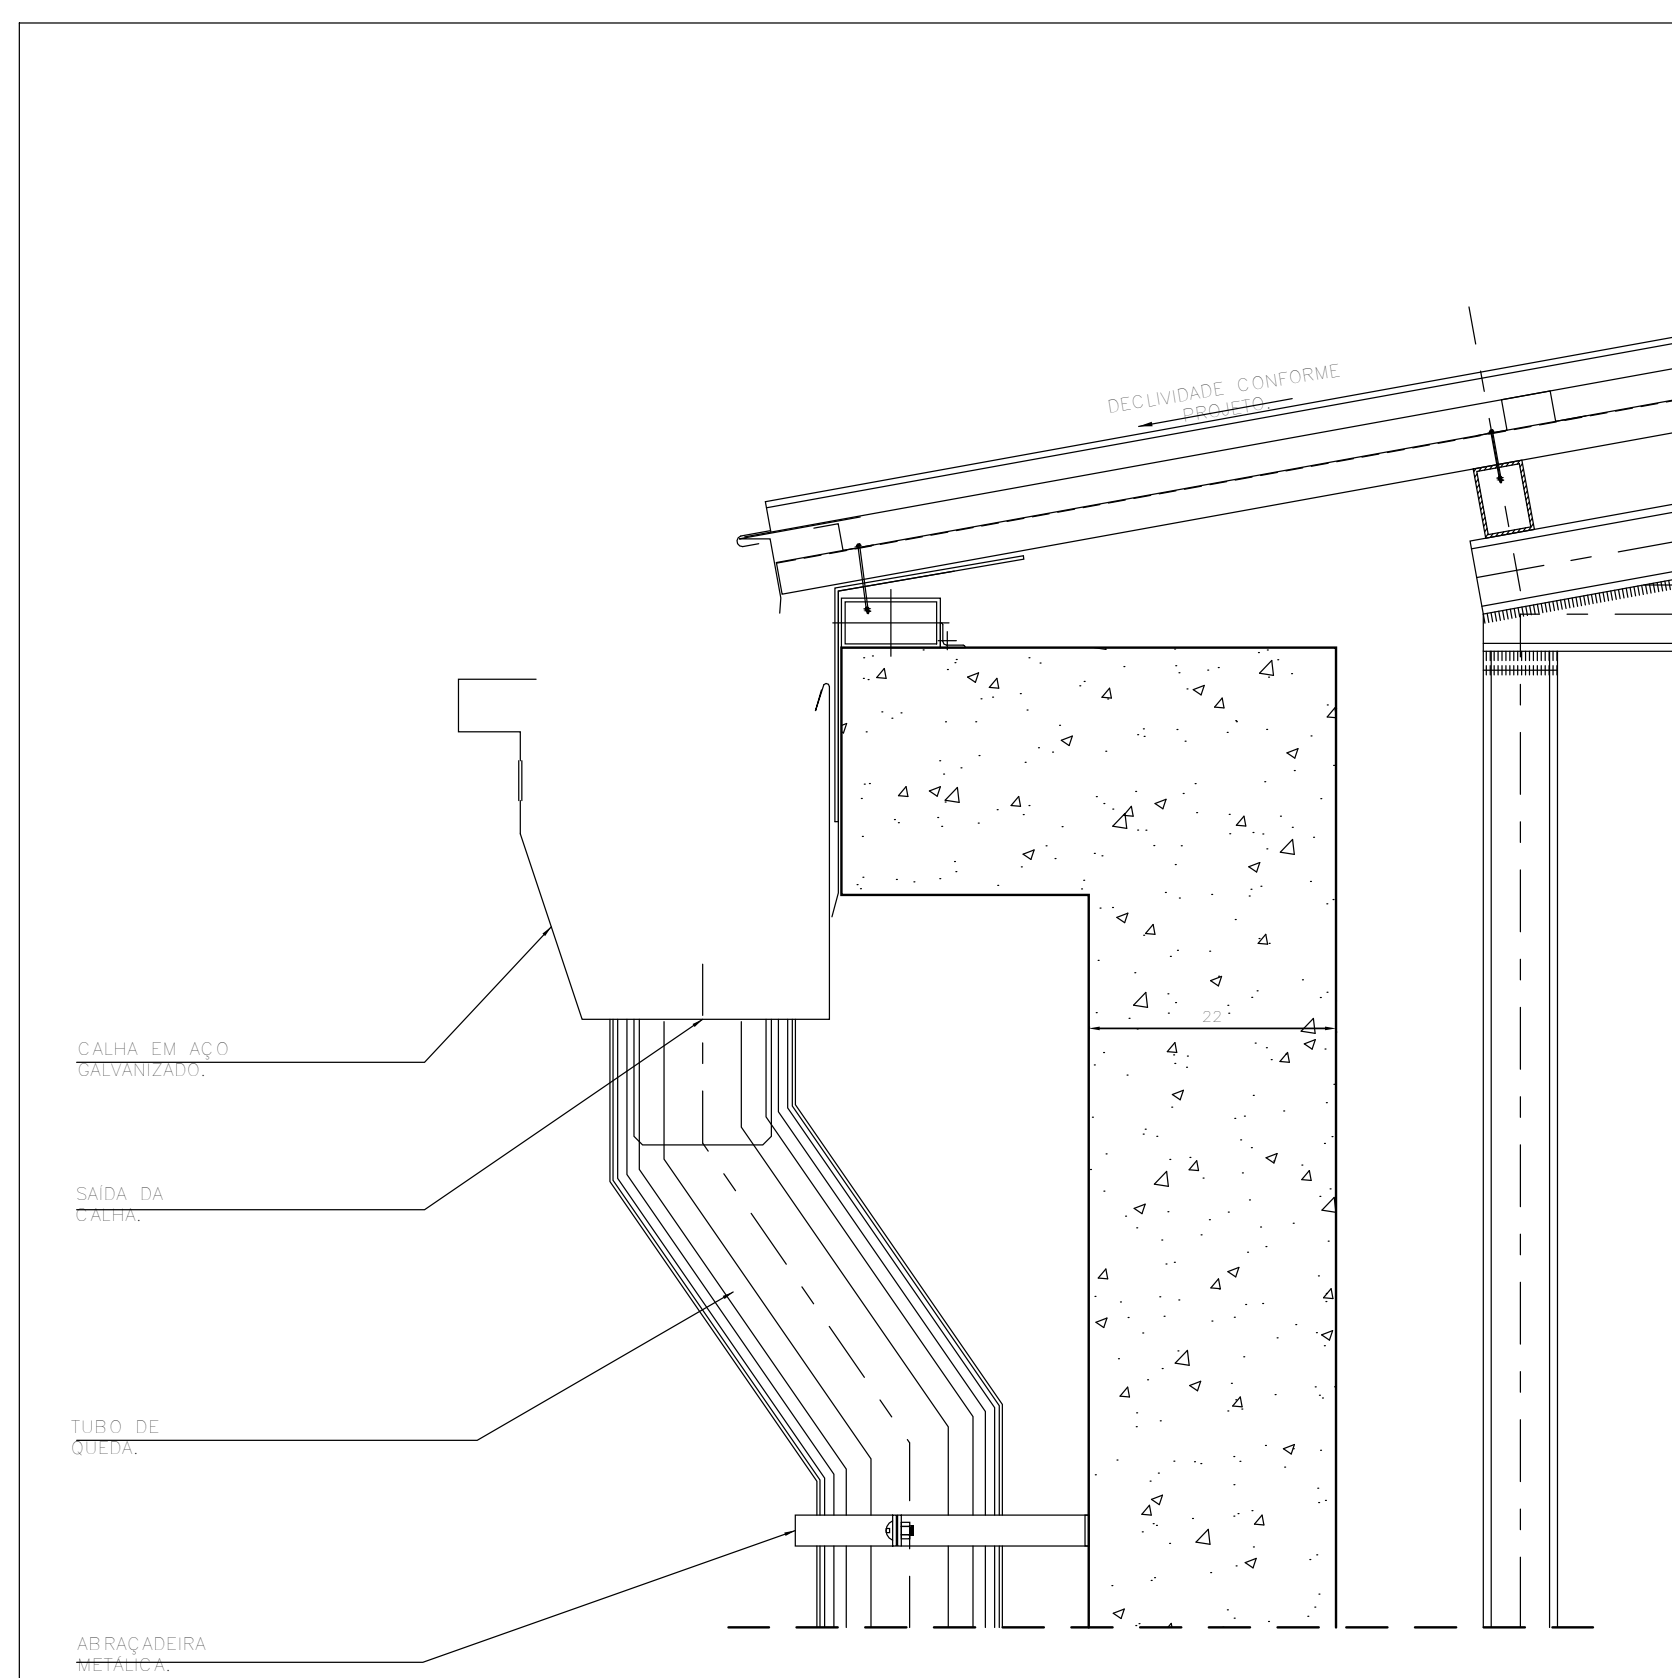 DECLIVIDADE CONFORME
PROJETO.
22
CALHA EM AÇO
GALVANIZADO.
SAÍDA DA
CALHA.
TUBO DE
QUEDA.
ABRAÇADEIRA
METÁLICA.